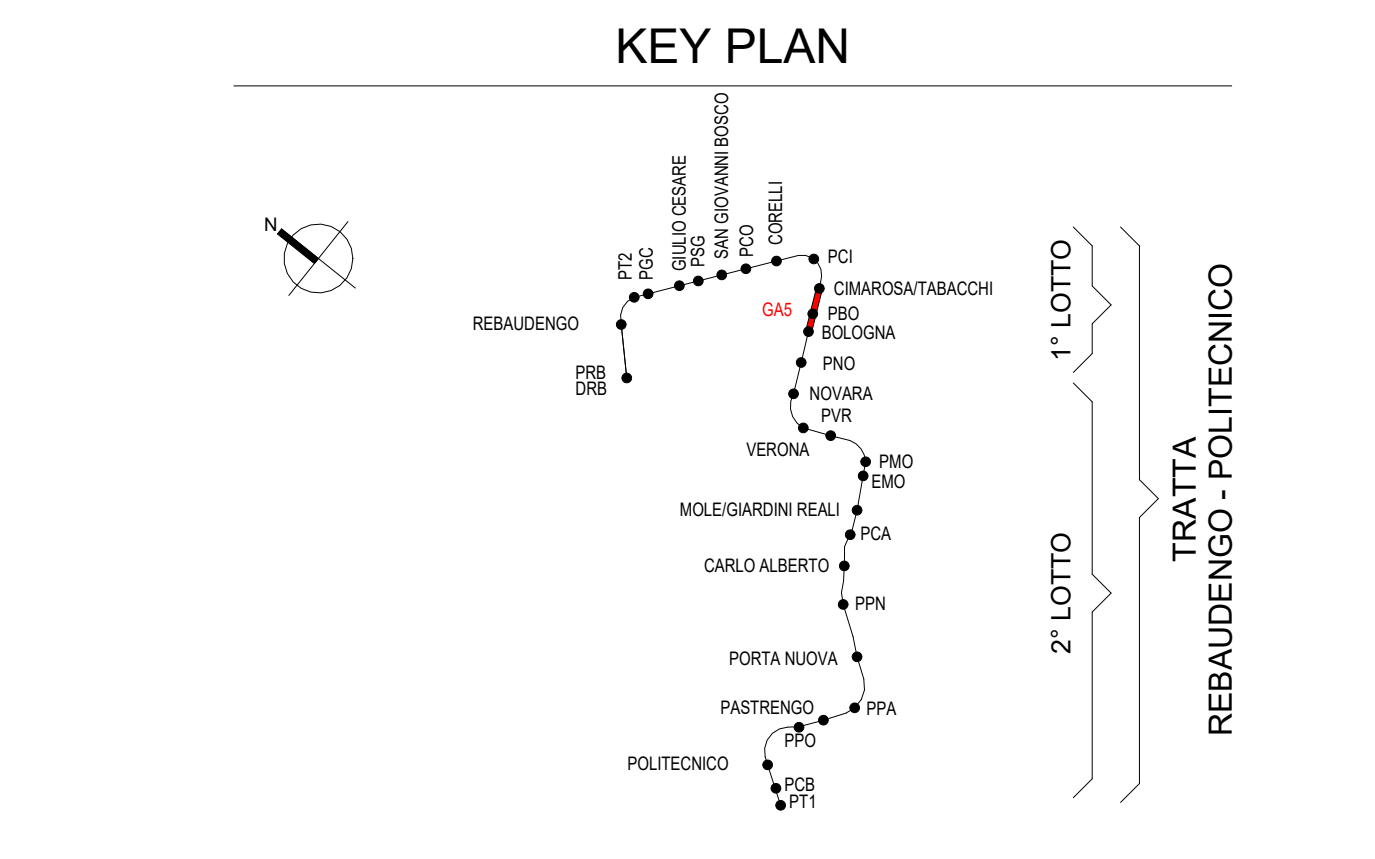 KEY PLAN
N
PT2
PGC
GIULIO CESARE
PSG
SAN GIOVANNI BOSCO
PCO
CORELLI
PCI
CIMAROSA/TABACCHI
GA5
PBO
BOLOGNA
REBAUDENGO
PRB
DRB
PNO
NOVARA
PVR
VERONA
PMO
EMO
MOLE/GIARDINI REALI
PCA
CARLO ALBERTO
PPN
PORTA NUOVA
PASTRENGO
PPA
PPO
POLITECNICO
PCB
PT1
1° LOTTO
2° LOTTO
TRATTA
REBAUDENGO - POLITECNICO